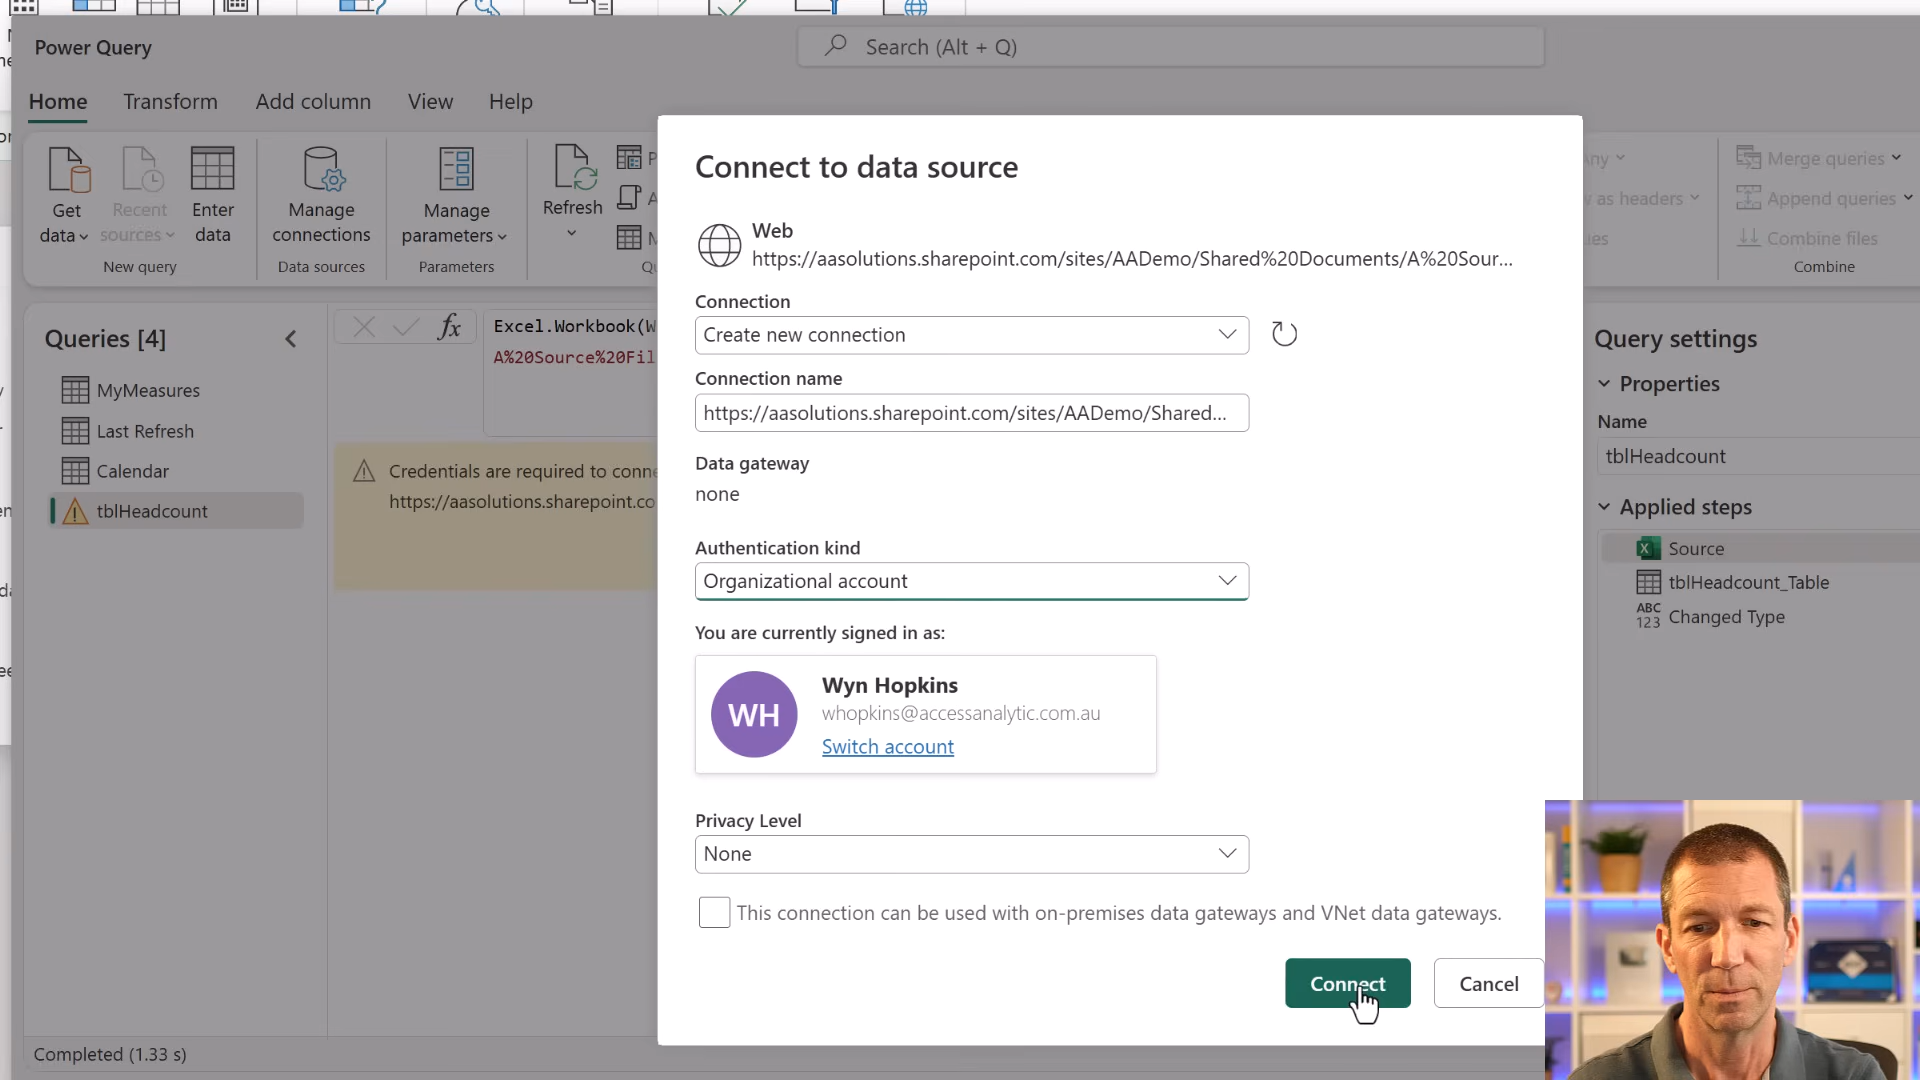 Power Query
Search (Alt + Q)
Home
Transform
Add column
View
Help
Get
data
Recent
sources
Enter
data
New query
Manage
connections
Data sources
Manage
parameters
Parameters
Refresh
as headers
Merge queries
Append queries
Combine files
Combine
Queries [4]
MyMeasures
Last Refresh
Calendar
tblHeadcount
fx
Excel.Workbook(W
A%20Source%20Fil
Credentials are required to conne
https://aasolutions.sharepoint.co
Completed (1.33 s)
Connect to data source
Web
https://aasolutions.sharepoint.com/sites/AADemo/Shared%20Documents/A%20Sour...
Connection
Create new connection
Connection name
https://aasolutions.sharepoint.com/sites/AADemo/Shared...
Data gateway
none
Authentication kind
Organizational account
You are currently signed in as:
WH
Wyn Hopkins
whopkins@accessanalytic.com.au
Switch account
Privacy Level
None
This connection can be used with on-premises data gateways and VNet data gateways.
Connect
Cancel
Query settings
Properties
Name
tblHeadcount
Applied steps
Source
tblHeadcount_Table
ABC
123
Changed Type